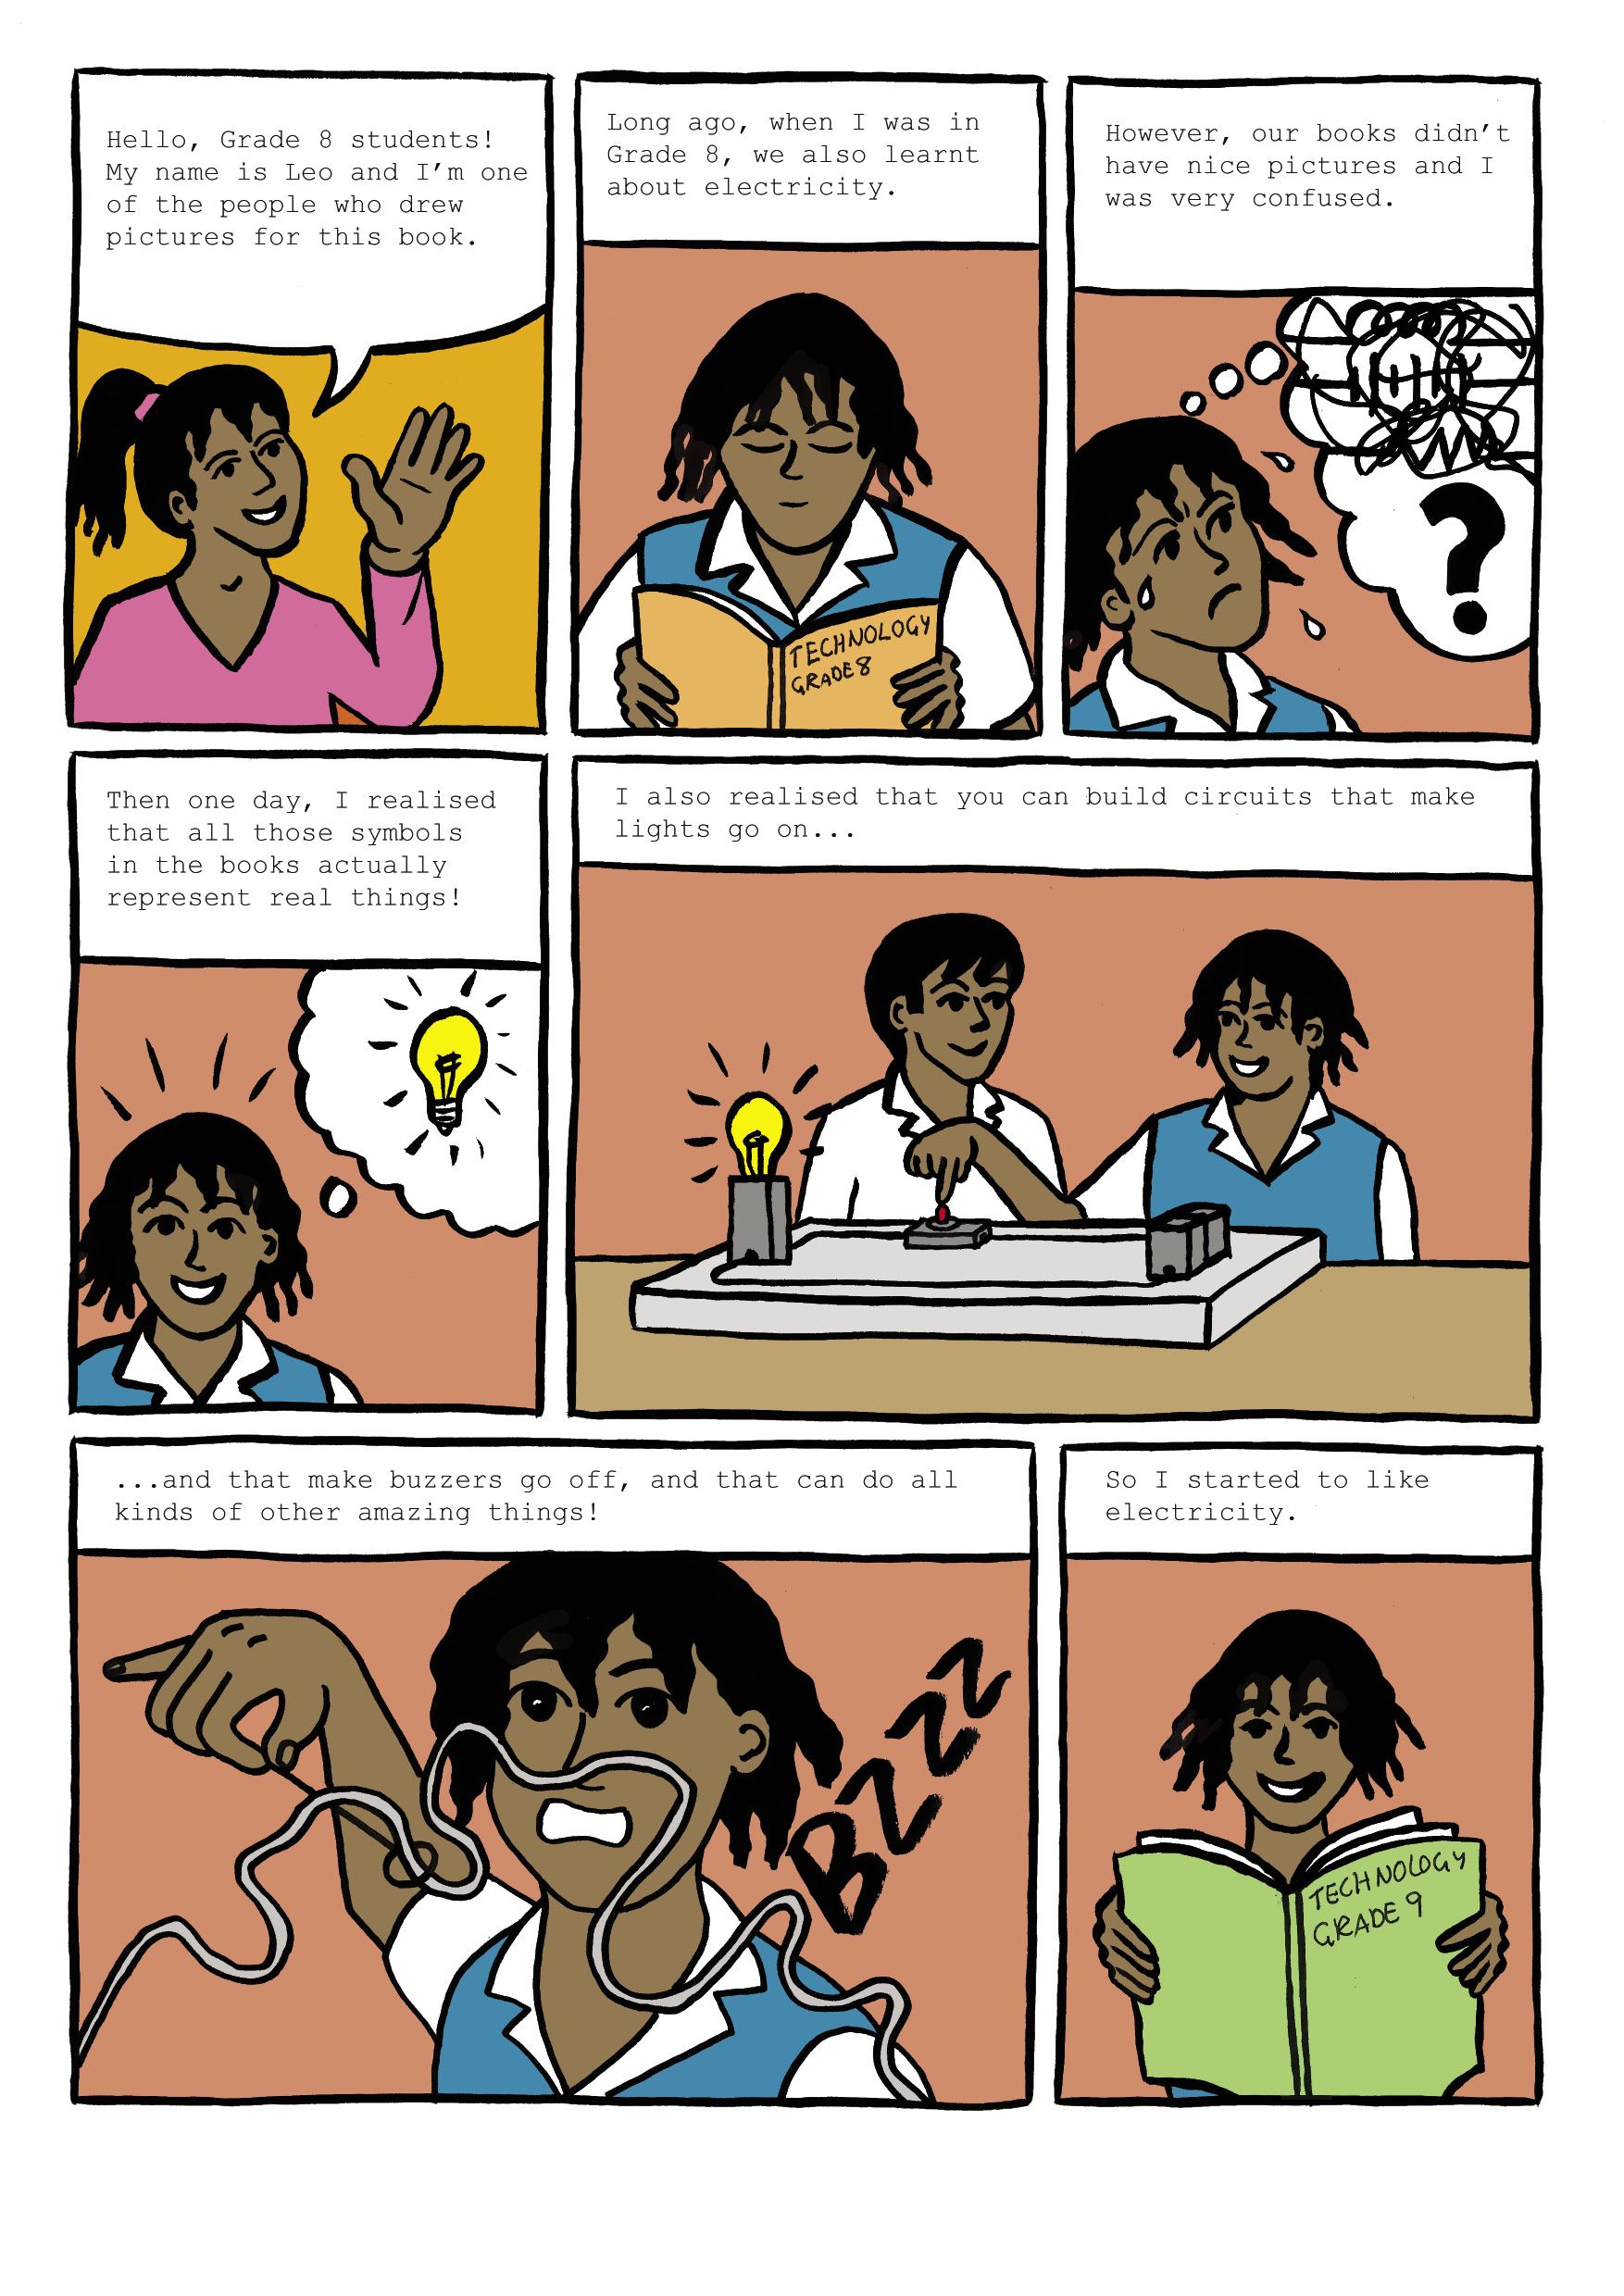 Hello, Grade 8 students!
My name is Leo and I'm one
of the people who drew
pictures for this book.
Long ago, when I was in
Grade 8, we also learnt
about electricity.
TECHNOLOGY
GRADE 8
However, our books didn't
have nice pictures and I
was very confused.
?
Then one day, I realised
that all those symbols
in the books actually
represent real things!
I also realised that you can build circuits that make
lights go on...
...and that make buzzers go off, and that can do all
kinds of other amazing things!
BZZZ
So I started to like
electricity.
TECHNOLOGY
GRADE 9